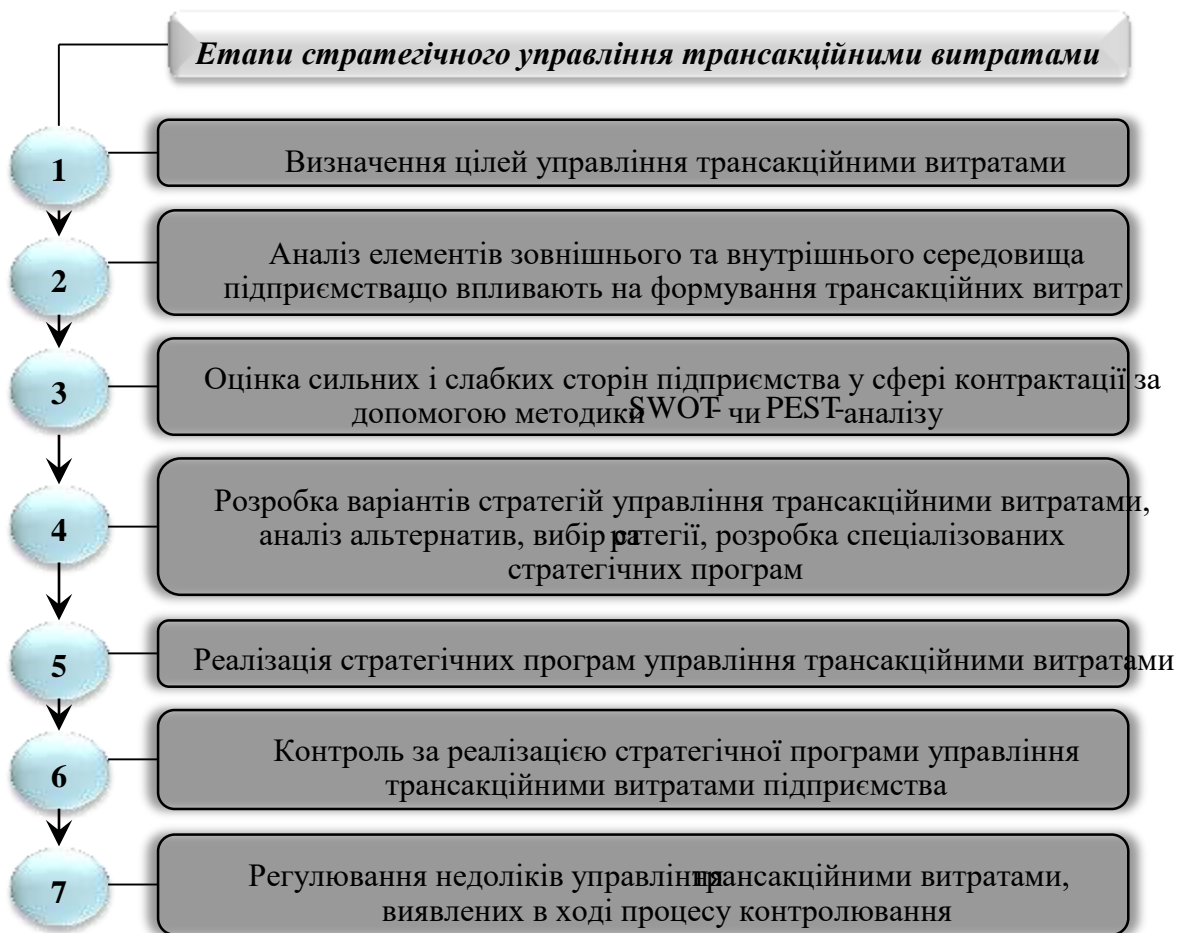 Етапи стратегічного управління трансакційними витратами
1
Визначення цілей управління трансакційними витратами
2
Аналіз елементів зовнішнього та внутрішнього середовища
підприємства,що впливають на формування трансакційних витрат
3
Оцінка сильних і слабких сторін підприємства у сфері контрактації за
допомогою методики SWOT- чи PEST-аналізу
4
Розробка варіантів стратегій управління трансакційними витратами,
аналіз альтернатив, вибір стратегії, розробка спеціалізованих
стратегічних програм
5
Реалізація стратегічних програм управління трансакційними витратами
6
Контроль за реалізацією стратегічної програми управління
трансакційними витратами підприємства
7
Регулювання недоліків управління трансакційними витратами,
виявлених в ході процесу контролювання